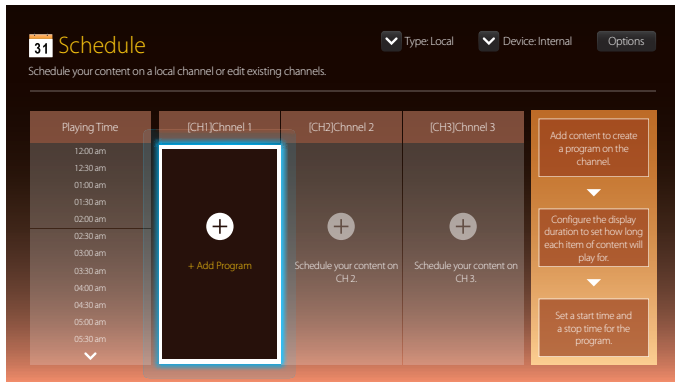 31 Schedule
Type: Local
Device: Internal
Options
Schedule your content on a local channel or edit existing channels.
Playing Time
12:00 am
12:30 am
01:00 am
01:30 am
02:00 am
02:30 am
03:00 am
03:30 am
04:00 am
04:30 am
05:00 am
05:30 am
[CH1]Chnnel 1
+ Add Program
[CH2]Chnnel 2
Schedule your content on
CH 2.
[CH3]Chnnel 3
Schedule your content on
CH 3.
Add content to create
a program on the
channel.
Configure the display
duration to set how long
each item of content will
play for.
Set a start time and
a stop time for the
program.